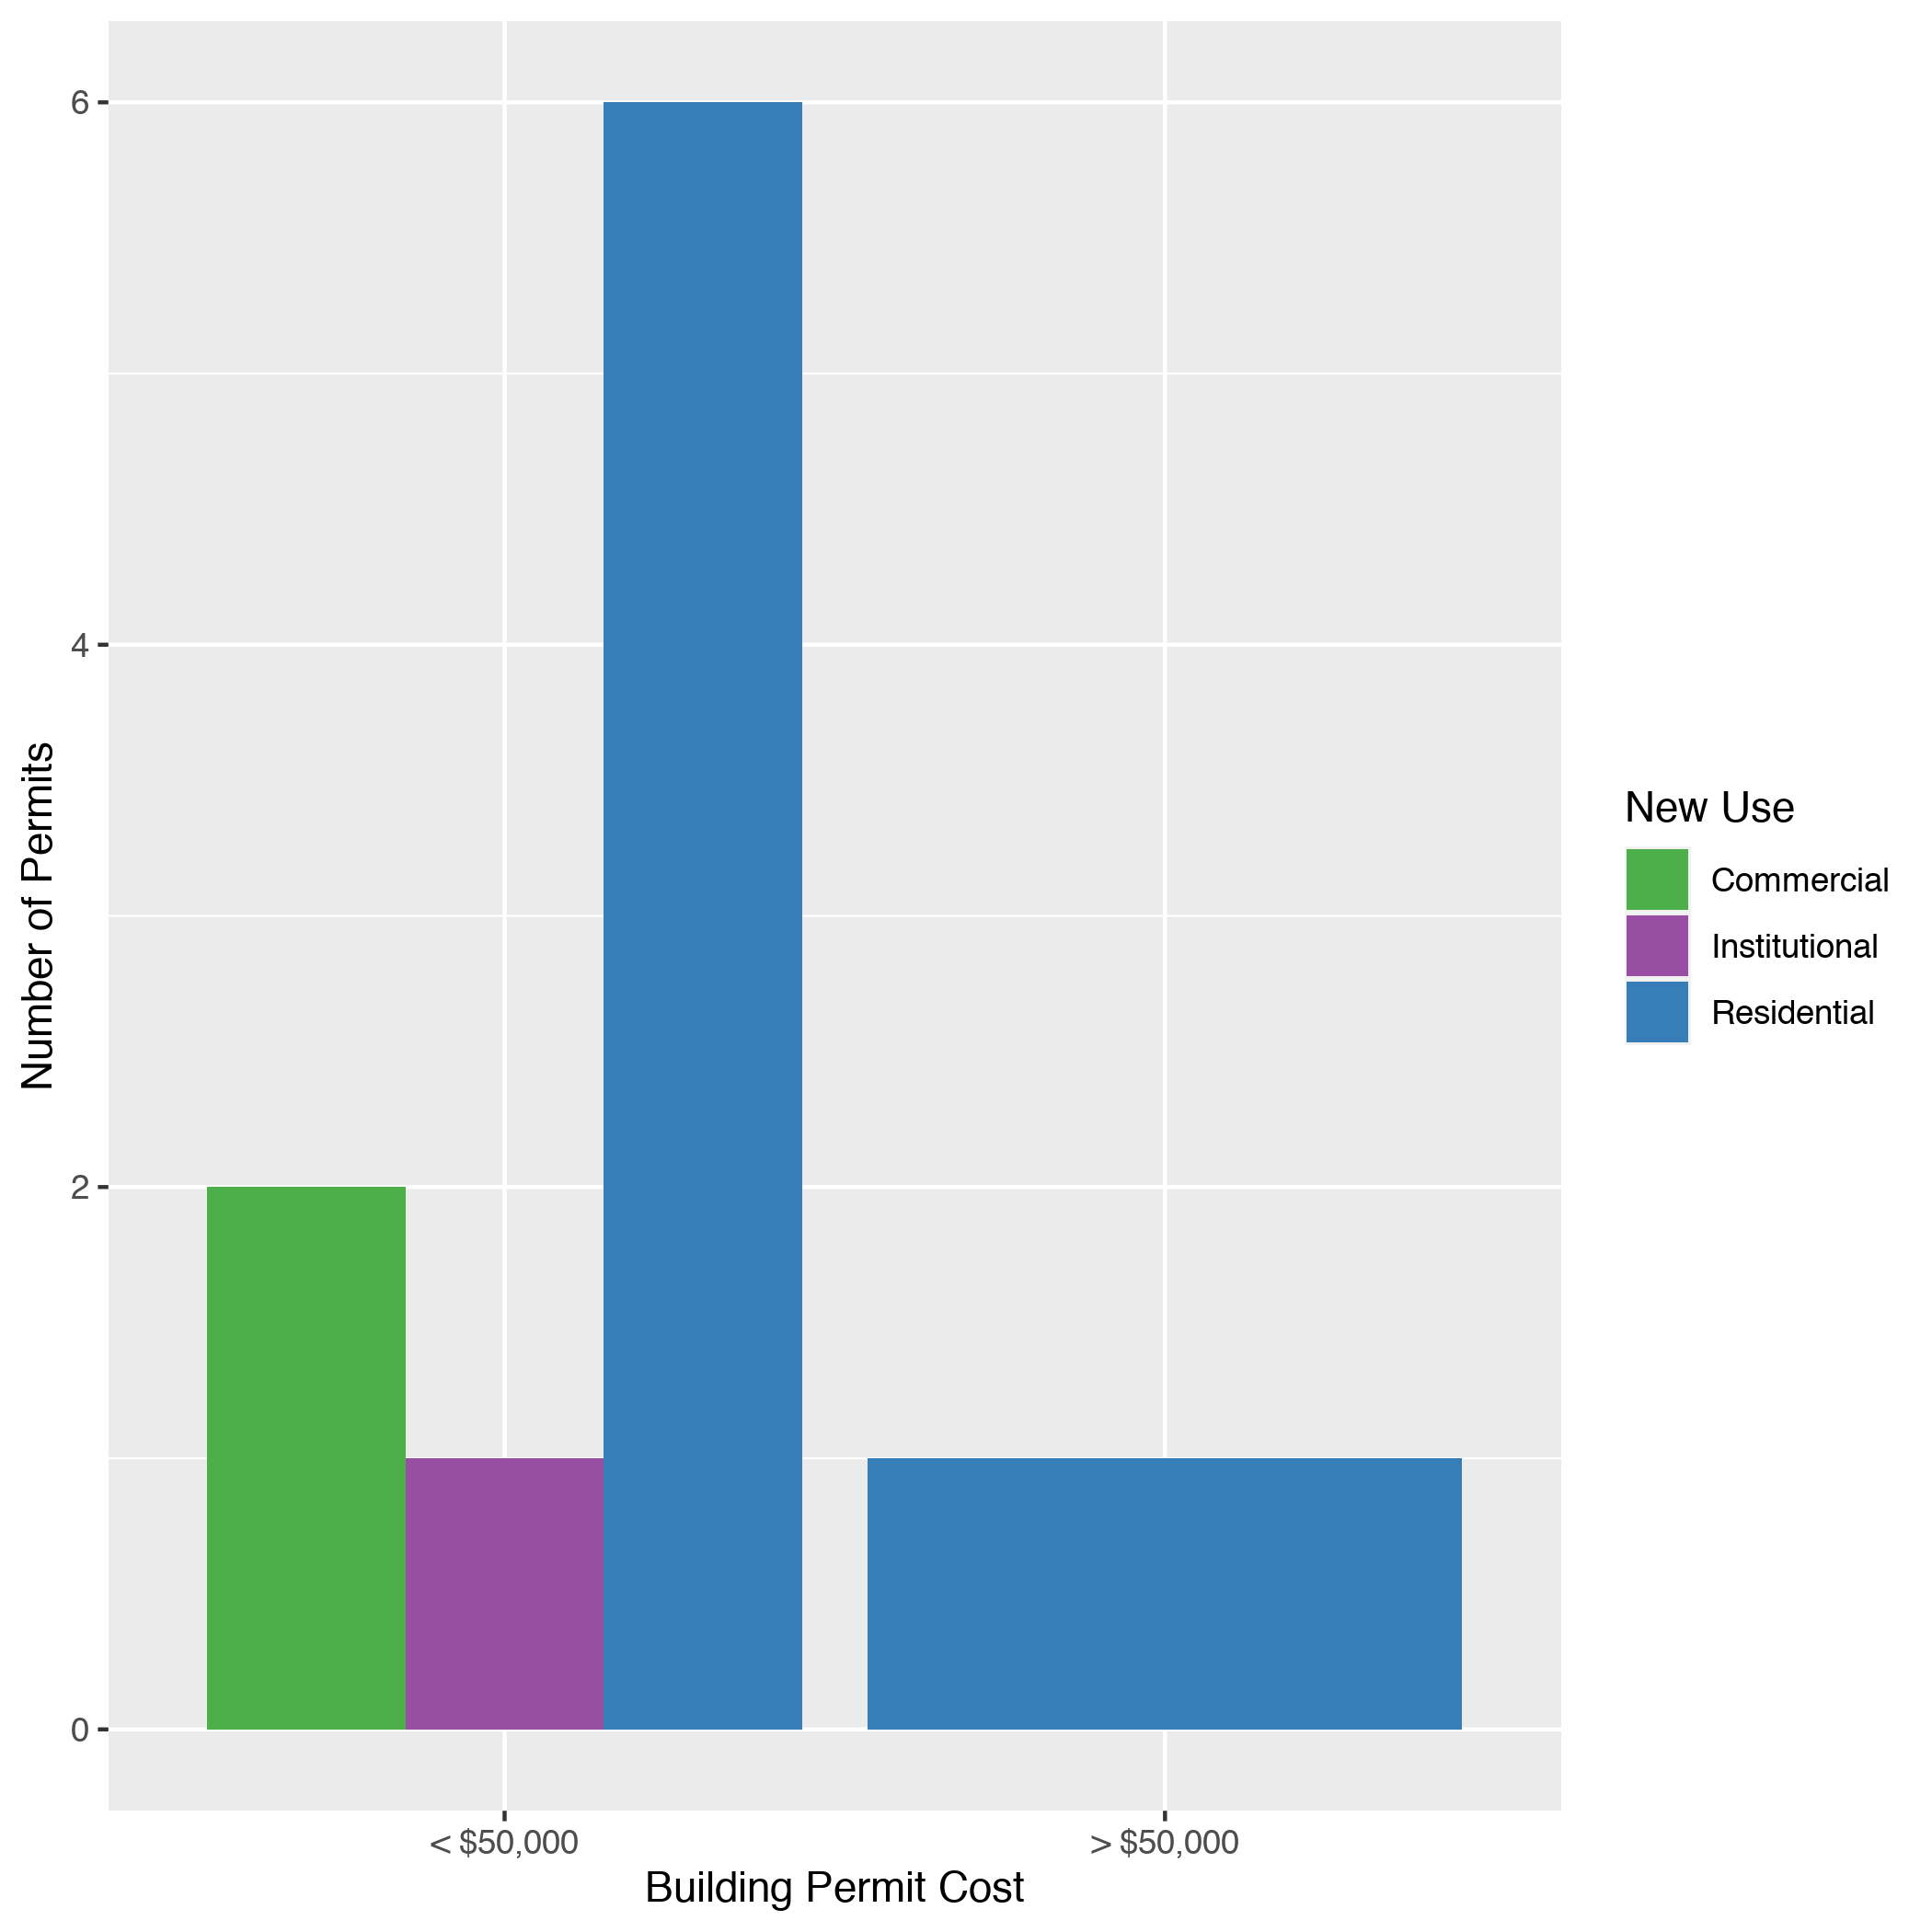 6
4
2
0
Number of Permits
< $50,000
> $50,000
Building Permit Cost
New Use
Commercial
Institutional
Residential